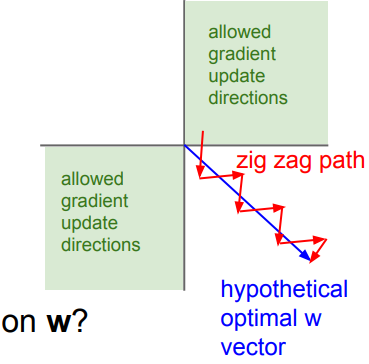 allowed
gradient
update
directions
zig zag path
allowed
gradient
update
directions
hypothetical
optimal w
vector
on w?